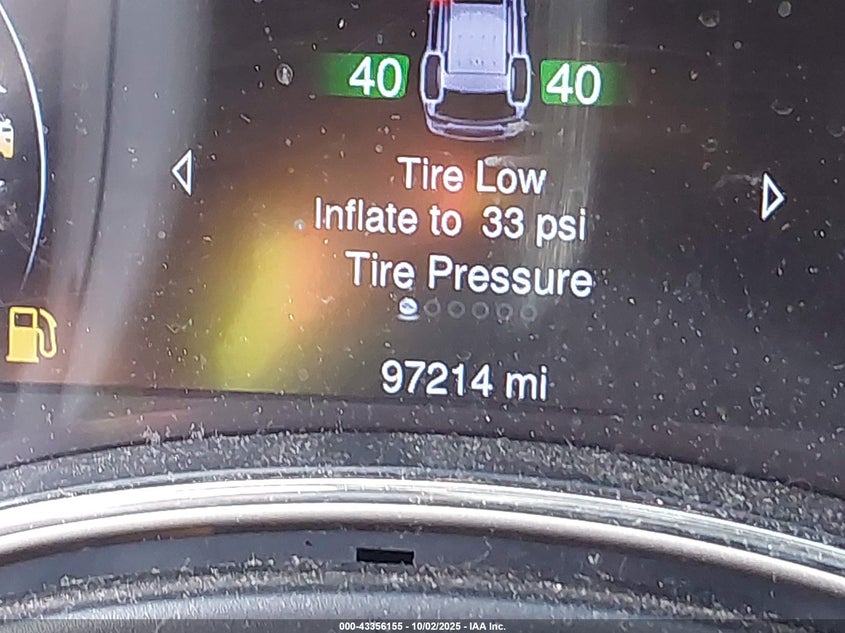 40 40
Tire Low
Inflate to 33 psi
Tire Pressure
97214 mi
000-43356155 - 10/02/2025 - IAA Inc.